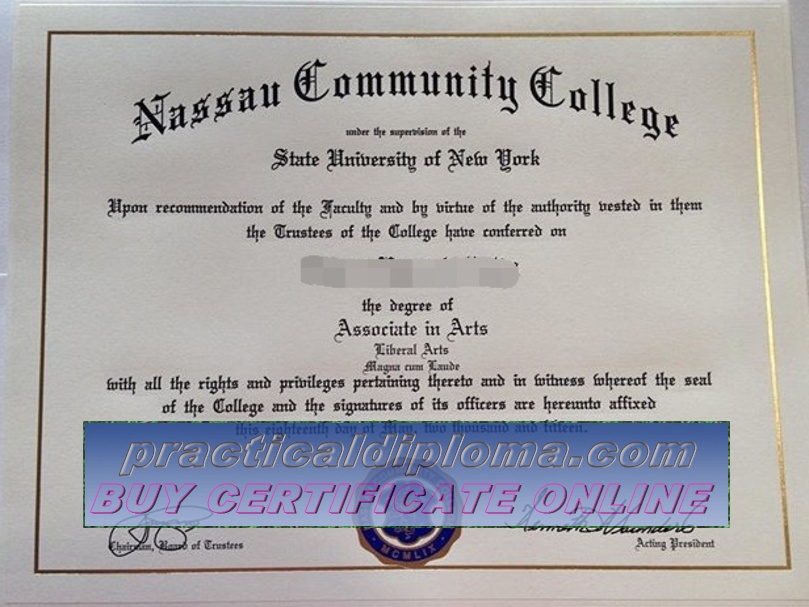 Nassau Community College
under the supervision of the
State University of New York
Upon recommendation of the Faculty and by virtue of the authority vested in them
the Trustees of the College have conferred on
the degree of
Associate in Arts
Liberal Arts
Magna cum Laude
with all the rights and privileges pertaining thereto and in witness whereof the seal
of the College and the signatures of its officers are hereunto affixed
this eighteenth day of May, two thousand and fifteen.
practicaldiploma.com
BUY CERTIFICATE ONLINE
MCMLIX
Chairman, Board of Trustees
Acting President